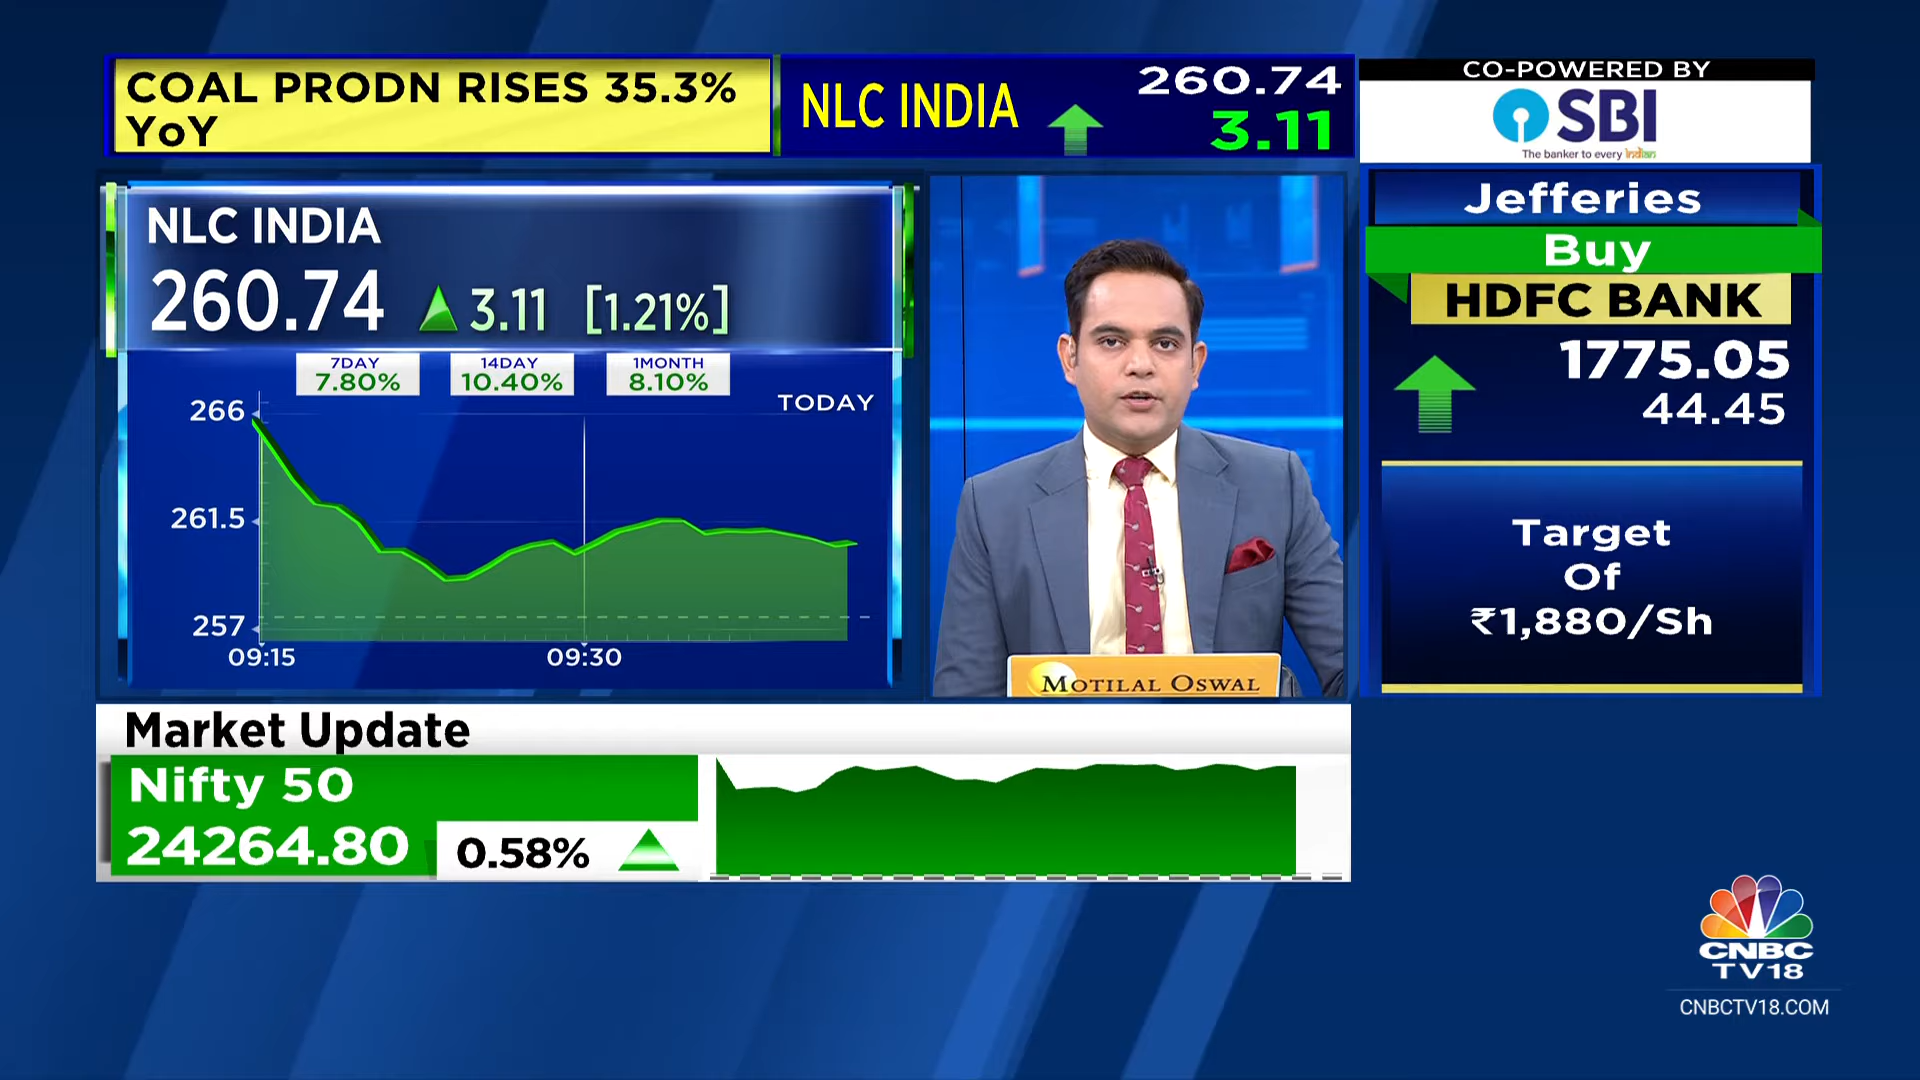 COAL PRODN RISES 35.3%
YoY
NLC INDIA
260.74
3.11
CO-POWERED BY
SBI
The banker to every indian
NLC INDIA
260.74 3.11 [1.21%]
7DAY
7.80%
14DAY
10.40%
1MONTH
8.10%
TODAY
266
261.5
257
09:15
09:30
MOTILAL OSWAL
Jefferies
Buy
HDFC BANK
1775.05
44.45
Target
Of
₹1,880/Sh
Market Update
Nifty 50
24264.80
0.58%
CNBC
TV18
CNBCTV18.COM